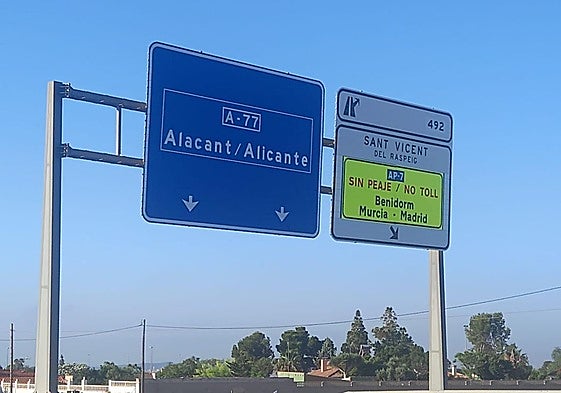 A-77
Alacant/Alicante
492
SANT VICENT
DEL RASPEIG
AP-7
SIN PEAJE / NO TOLL
Benidorm
Murcia - Madrid